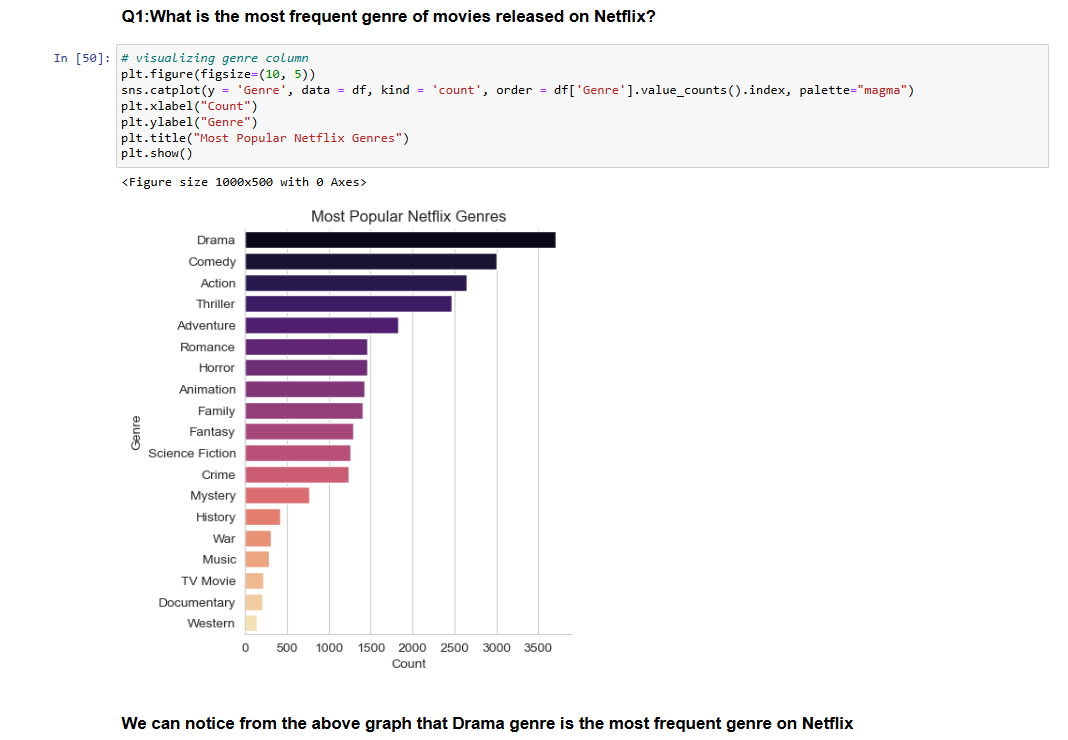 Q1:What is the most frequent genre of movies released on Netflix?
In [50]: # visualizing genre column
plt.figure(figsize=(10, 5))
sns.catplot(y = 'Genre', data = df, kind = 'count', order = df['Genre'].value_counts().index, palette="magma")
plt.xlabel("Count")
plt.ylabel("Genre")
plt.title("Most Popular Netflix Genres")
plt.show()
<Figure size 1000x500 with 0 Axes>
Most Popular Netflix Genres
Drama
Comedy
Action
Thriller
Adventure
Romance
Horror
Animation
Family
Fantasy
Science Fiction
Crime
Mystery
History
War
Music
TV Movie
Documentary
Western
Genre
0 500 1000 1500 2000 2500 3000 3500
Count
We can notice from the above graph that Drama genre is the most frequent genre on Netflix